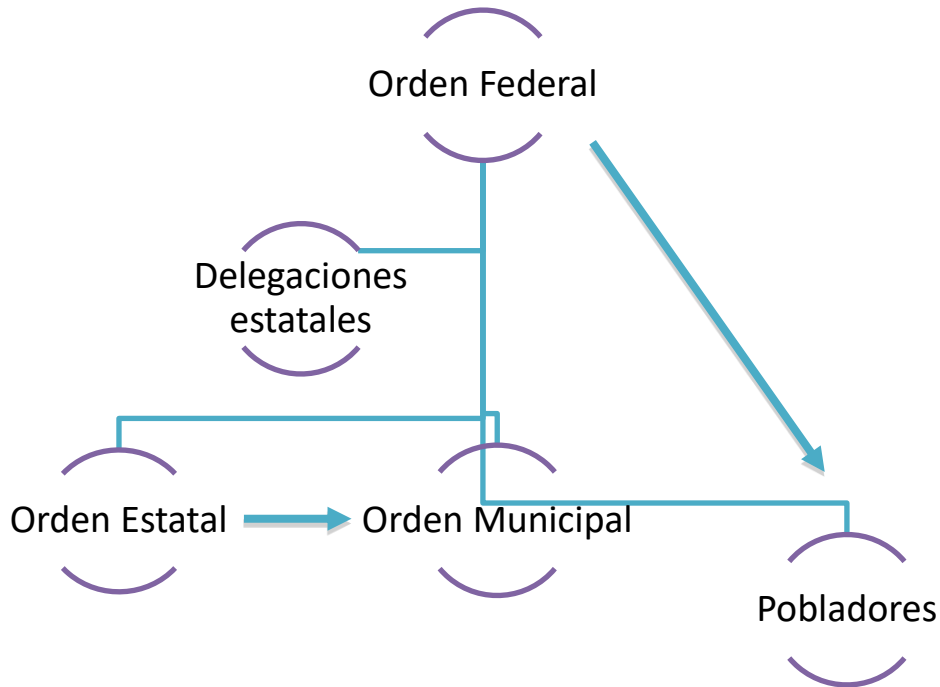 Orden Federal
Delegaciones
estatales
Orden Estatal
Orden Municipal
Pobladores